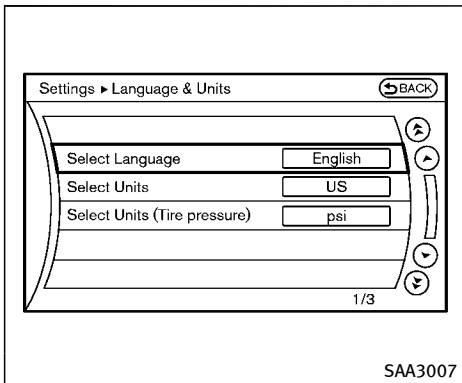 Settings ▸ Language & Units
BACK
Select Language English
Select Units US
Select Units (Tire pressure) psi
1/3
SAA3007